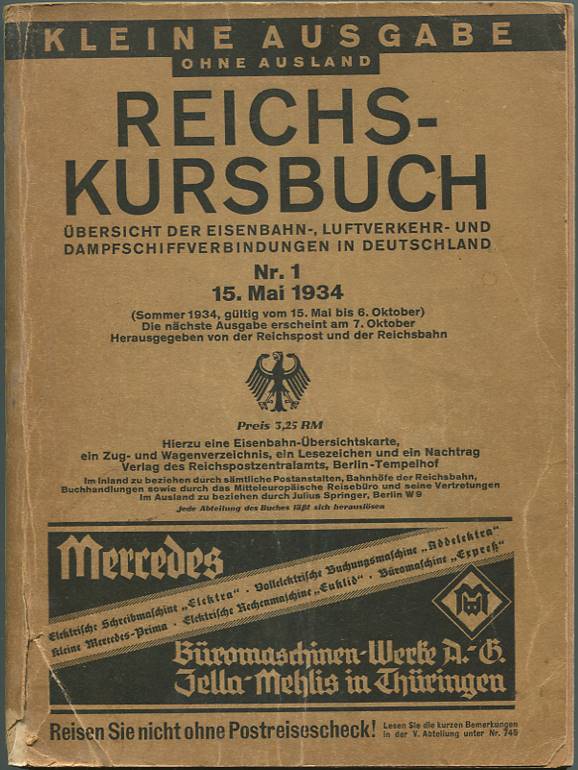 KLEINE AUSGABE
OHNE AUSLAND
REICHS-
KURSBUCH
ÜBERSICHT DER EISENBAHN-, LUFTVERKEHR- UND
DAMPFSCHIFFVERBINDUNGEN IN DEUTSCHLAND
Nr. 1
15. Mai 1934
(Sommer 1934, gültig vom 15. Mai bis 6. Oktober)
Die nächste Ausgabe erscheint am 7. Oktober
Herausgegeben von der Reichspost und der Reichsbahn
Preis 3,25 RM
Hierzu eine Eisenbahn-Übersichtskarte,
ein Zug- und Wagenverzeichnis, ein Lesezeichen und ein Nachtrag
Verlag des Reichspostzentralamts, Berlin-Tempelhof
Im Inland zu beziehen durch sämtliche Postanstalten, Bahnhöfe der Reichsbahn,
Buchhandlungen sowie durch das Mitteleuropäische Reisebüro und seine Vertretungen
Im Ausland zu beziehen durch Julius Springer, Berlin W 9
Jede Abteilung des Buches läßt sich herauslösen
Mercedes
Elektrische Schreibmaschine „Elektra“ · Vollelektrische Buchungsmaschine „Addelektra“
Kleine Mercedes-Prima · Elektrische Rechenmaschine „Euklid“ · Büromaschine „Expreß“
M
Büromaschinen-Werke A.-G.
Zella-Mehlis in Thüringen
Reisen Sie nicht ohne Postreisescheck! Lesen Sie die kurzen Bemerkungen
in der V. Abteilung unter Nr. 745